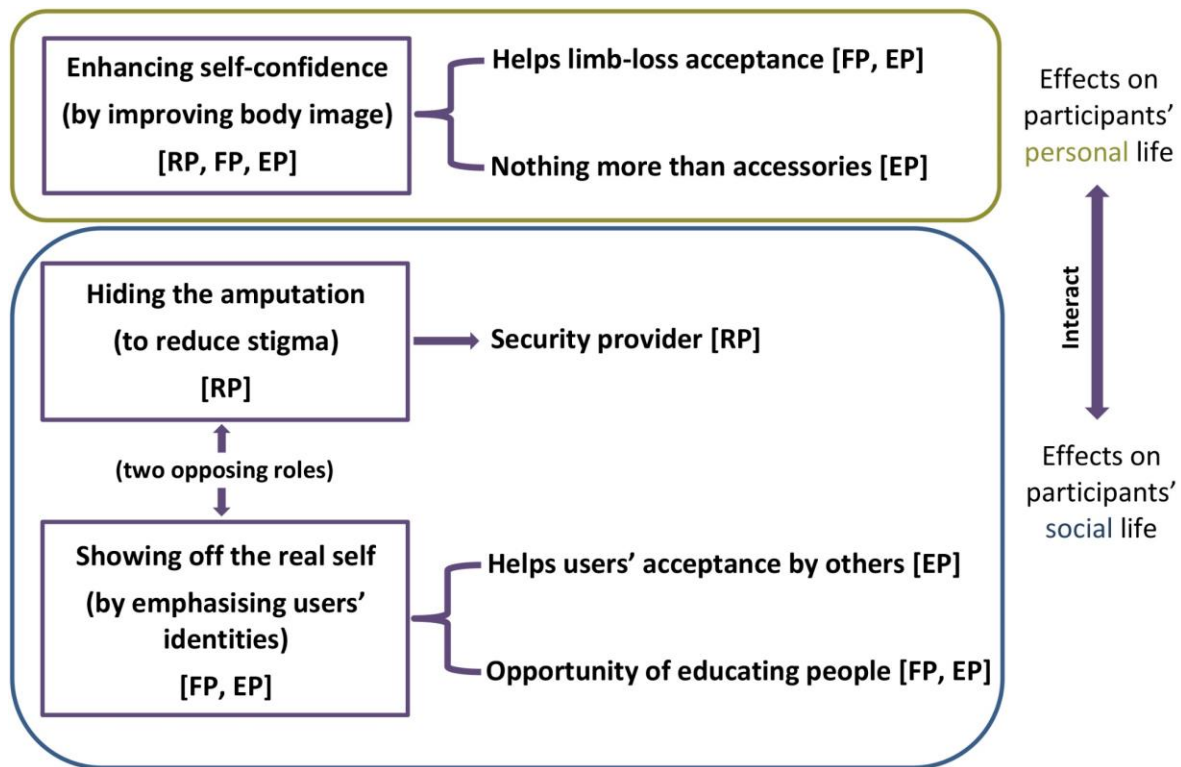 Enhancing self-confidence
(by improving body image)
[RP, FP, EP]
Helps limb-loss acceptance [FP, EP]
Nothing more than accessories [EP]
Effects on
participants’
personal life
Interact
Hiding the amputation
(to reduce stigma)
[RP]
Security provider [RP]
(two opposing roles)
Showing off the real self
(by emphasising users’
identities)
[FP, EP]
Helps users’ acceptance by others [EP]
Opportunity of educating people [FP, EP]
Effects on
participants’
social life